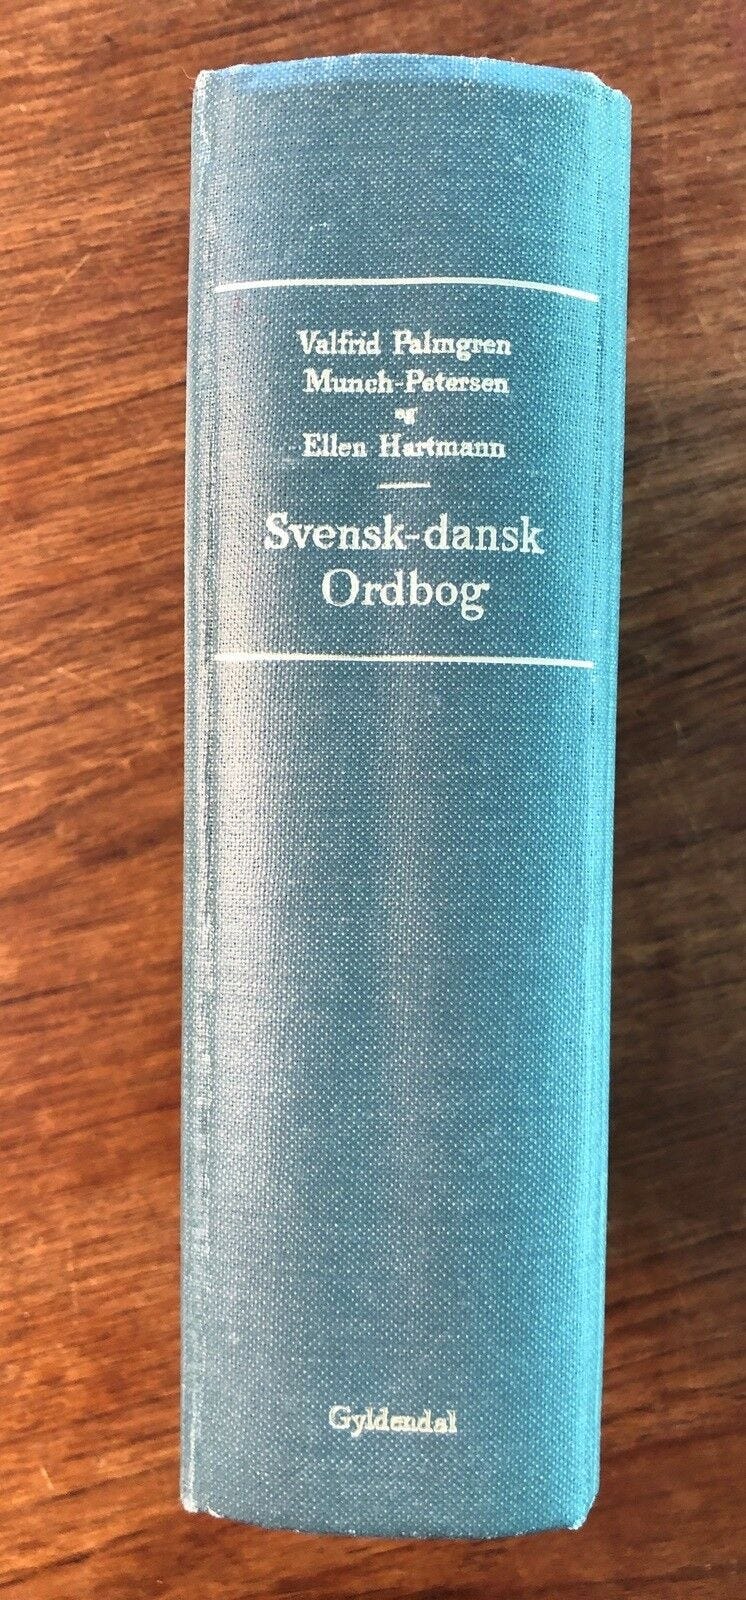 Valfrid Palmgren
Munch-Petersen
og
Ellen Hartmann
Svensk-dansk
Ordbog
Gyldendal